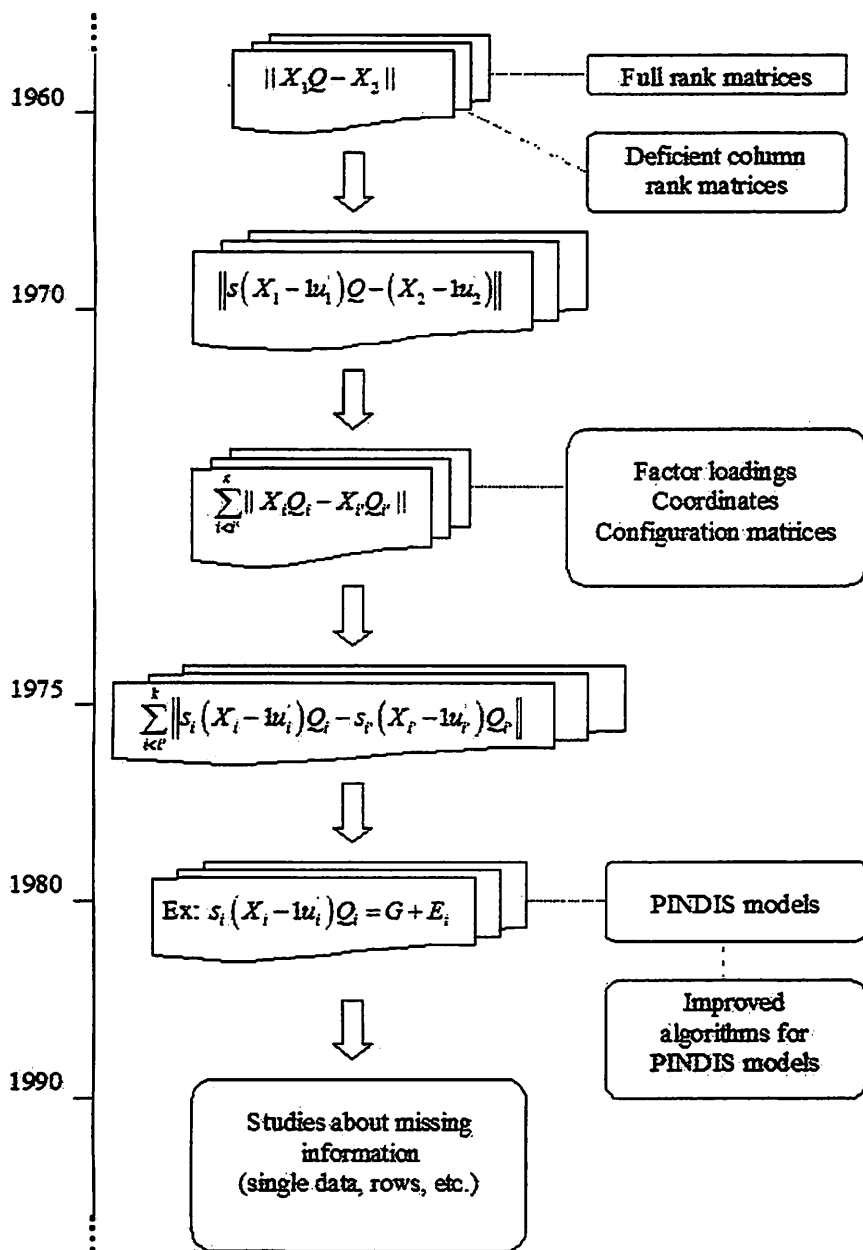 1960
|| X₁Q − X₂ ||
Full rank matrices
Deficient column
rank matrices
1970
||s(X₁ − 1u₁')Q − (X₂ − 1u₂')||
κ
∑ || XᵢQᵢ − Xᵢ'Qᵢ' ||
i<i'
Factor loadings
Coordinates
Configuration matrices
1975
k
∑ ||sᵢ(Xᵢ − 1uᵢ')Qᵢ − sᵢ'(Xᵢ' − 1uᵢ'')Qᵢ'||
i<i'
1980
Ex: sᵢ(Xᵢ − 1uᵢ')Qᵢ = G + Eᵢ
PINDIS models
Improved
algorithms for
PINDIS models
1990
Studies about missing
information
(single data, rows, etc.)